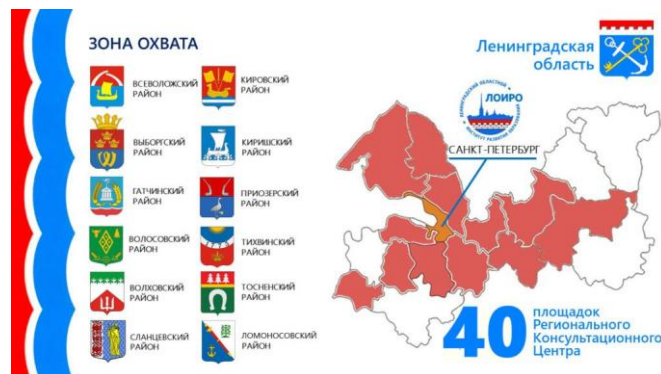 ЗОНА ОХВАТА
ВСЕВОЛОЖСКИЙ
РАЙОН
КИРОВСКИЙ
РАЙОН
ВЫБОРГСКИЙ
РАЙОН
КИРИШСКИЙ
РАЙОН
ГАТЧИНСКИЙ
РАЙОН
ПРИОЗЕРСКИЙ
РАЙОН
ВОЛОСОВСКИЙ
РАЙОН
ТИХВИНСКИЙ
РАЙОН
ВОЛХОВСКИЙ
РАЙОН
ТОСНЕНСКИЙ
РАЙОН
СЛАНЦЕВСКИЙ
РАЙОН
ЛОМОНОСОВСКИЙ
РАЙОН
Ленинградская
область
ЛОИРО
САНКТ-ПЕТЕРБУРГ
40
площадок
Регионального
Консультационного
Центра